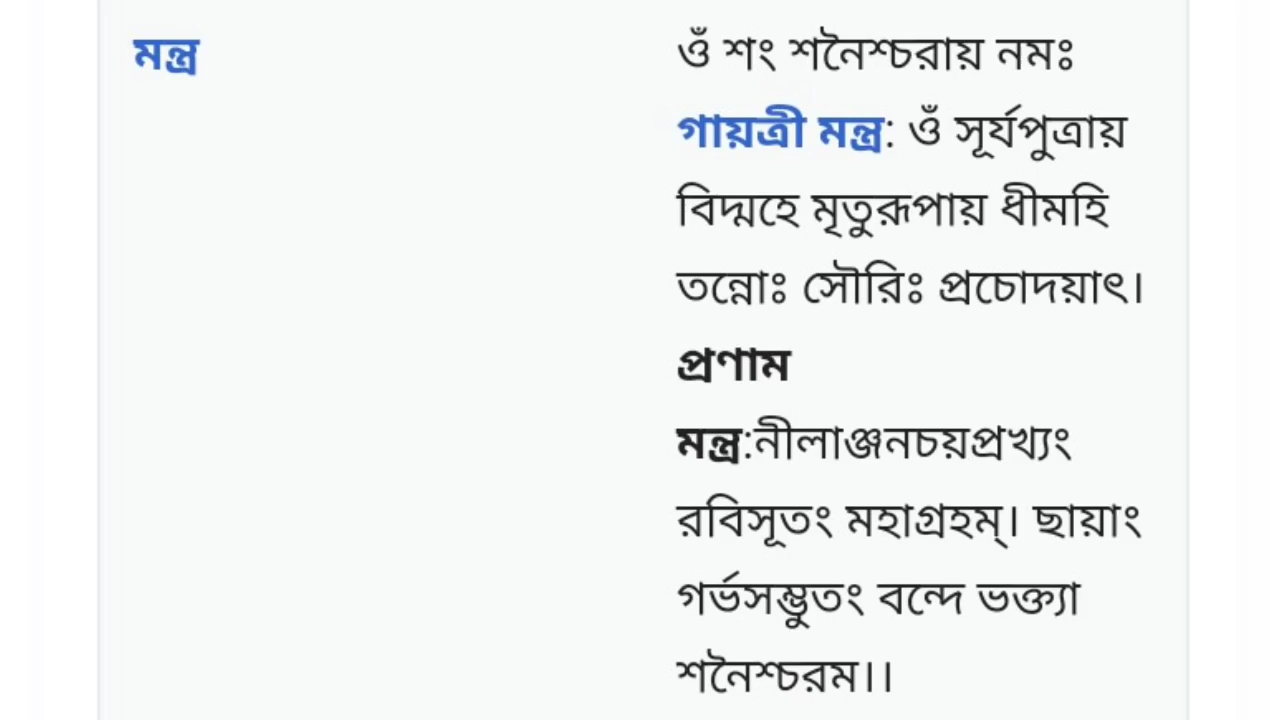 মন্ত্র
ওঁ শং শনৈশ্চরায় নমঃ
গায়ত্রী মন্ত্র: ওঁ সূর্যপুত্রায়
বিদ্মহে মৃতুরূপায় ধীমহি
তন্নোঃ সৌরিঃ প্রচোদয়াৎ।
প্রণাম
মন্ত্র:নীলাঞ্জনচয়প্রখ্যং
রবিসূতং মহাগ্রহম্। ছায়াং
গর্ভসম্ভুতং বন্দে ভক্ত্যা
শনৈশ্চরম।।